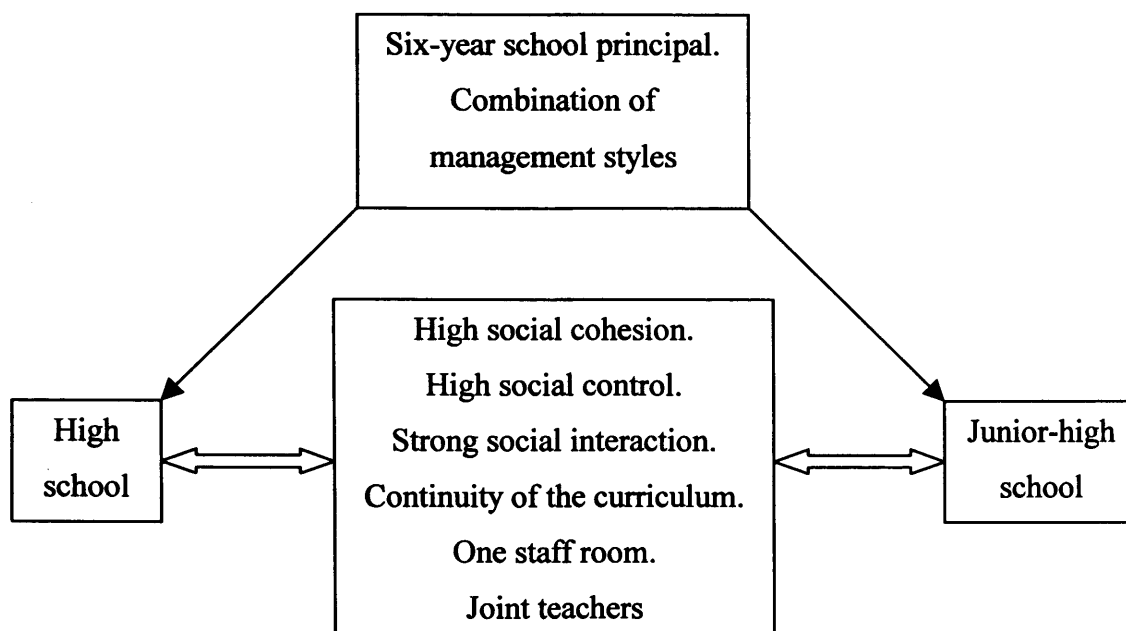 Six-year school principal.
Combination of
management styles
High social cohesion.
High social control.
Strong social interaction.
Continuity of the curriculum.
One staff room.
Joint teachers
High
school
Junior-high
school